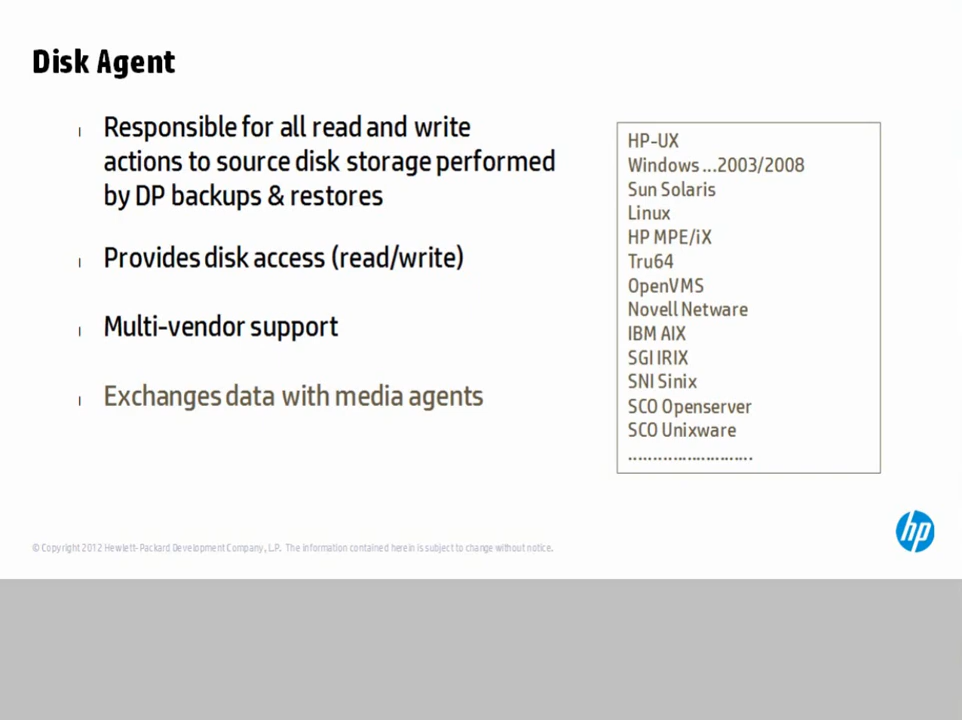 Disk Agent
Responsible for all read and write
actions to source disk storage performed
by DP backups & restores
Provides disk access (read/write)
Multi-vendor support
Exchanges data with media agents
HP-UX
Windows ...2003/2008
Sun Solaris
Linux
HP MPE/iX
Tru64
OpenVMS
Novell Netware
IBM AIX
SGI IRIX
SNI Sinix
SCO Openserver
SCO Unixware
............................
hp
© Copyright 2012 Hewlett-Packard Development Company, L.P. The information contained herein is subject to change without notice.